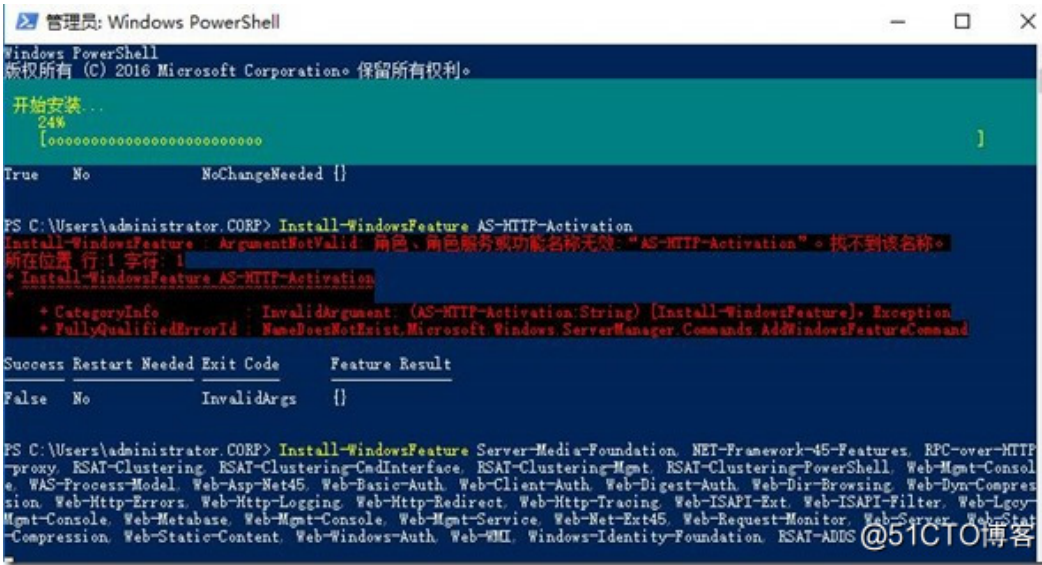 管理员: Windows PowerShell
Windows PowerShell
版权所有 (C) 2016 Microsoft Corporation。保留所有权利。
开始安装...
24%
[oooooooooooooooooooooooooo ]
True No NoChangeNeeded {}
PS C:\Users\administrator.CORP> Install-WindowsFeature AS-HTTP-Activation
Install-WindowsFeature : ArgumentNotValid: 角色、角色服务或功能名称无效:“AS-HTTP-Activation”。找不到该名称。
所在位置 行:1 字符: 1
+ Install-WindowsFeature AS-HTTP-Activation
+
+ CategoryInfo : InvalidArgument: (AS-HTTP-Activation:String) [Install-WindowsFeature], Exception
+ FullyQualifiedErrorId : NameDoesNotExist,Microsoft.Windows.ServerManager.Commands.AddWindowsFeatureCommand
Success Restart Needed Exit Code Feature Result
False No InvalidArgs {}
PS C:\Users\administrator.CORP> Install-WindowsFeature Server-Media-Foundation, NET-Framework-45-Features, RPC-over-HTTP
-proxy, RSAT-Clustering, RSAT-Clustering-CmdInterface, RSAT-Clustering-Mgmt, RSAT-Clustering-PowerShell, Web-Mgmt-Consol
e, WAS-Process-Model, Web-Asp-Net45, Web-Basic-Auth, Web-Client-Auth, Web-Digest-Auth, Web-Dir-Browsing, Web-Dyn-Compres
sion, Web-Http-Errors, Web-Http-Logging, Web-Http-Redirect, Web-Http-Tracing, Web-ISAPI-Ext, Web-ISAPI-Filter, Web-Lgcy-
Mgmt-Console, Web-Metabase, Web-Mgmt-Console, Web-Mgmt-Service, Web-Net-Ext45, Web-Request-Monitor, Web-Server, Web-Stat
-Compression, Web-Static-Content, Web-Windows-Auth, Web-WMI, Windows-Identity-Foundation, RSAT-ADDS
@51CTO博客